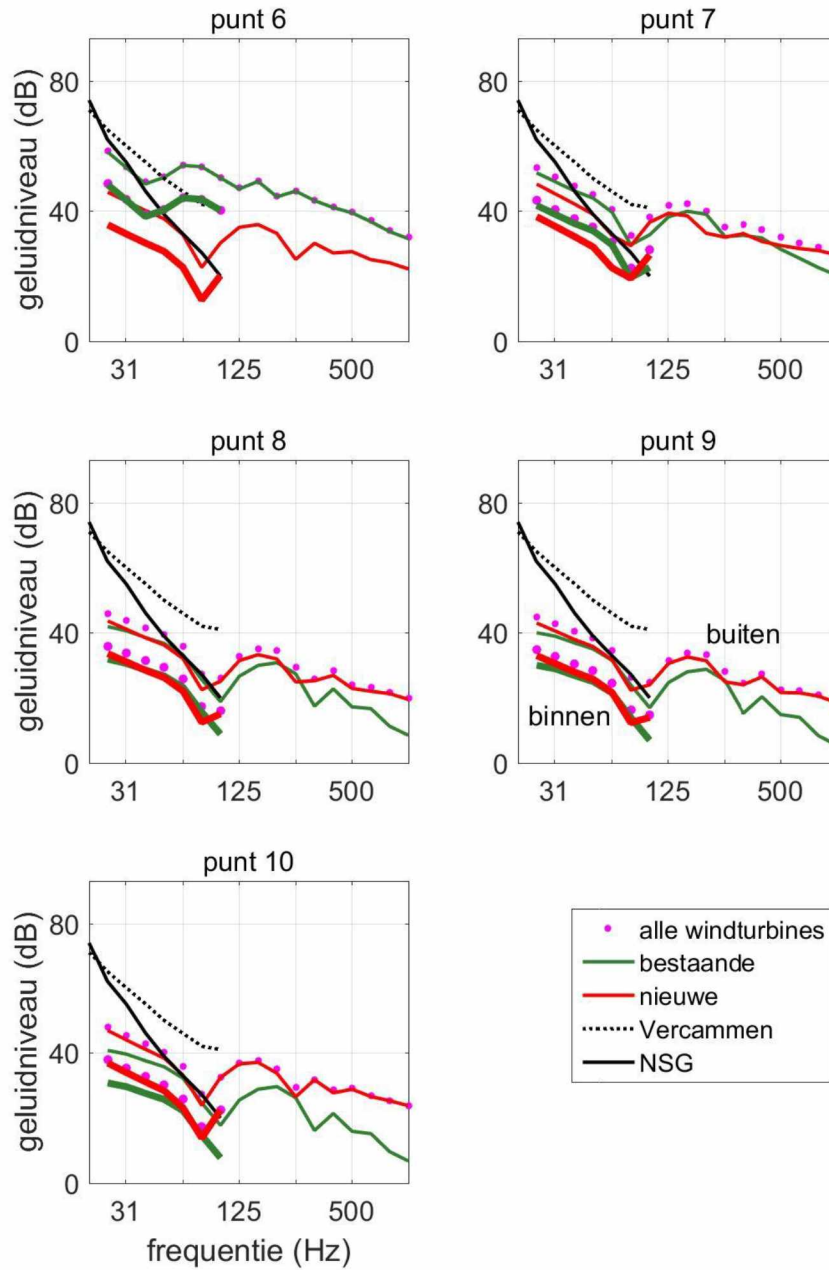 punt 6
punt 7
geluidniveau (dB)
80
40
0
31
125
500
80
40
0
31
125
500
punt 8
punt 9
geluidniveau (dB)
80
40
0
31
125
500
80
40
0
buiten
binnen
31
125
500
punt 10
geluidniveau (dB)
80
40
0
31
125
500
frequentie (Hz)
alle windturbines
bestaande
nieuwe
Vercammen
NSG